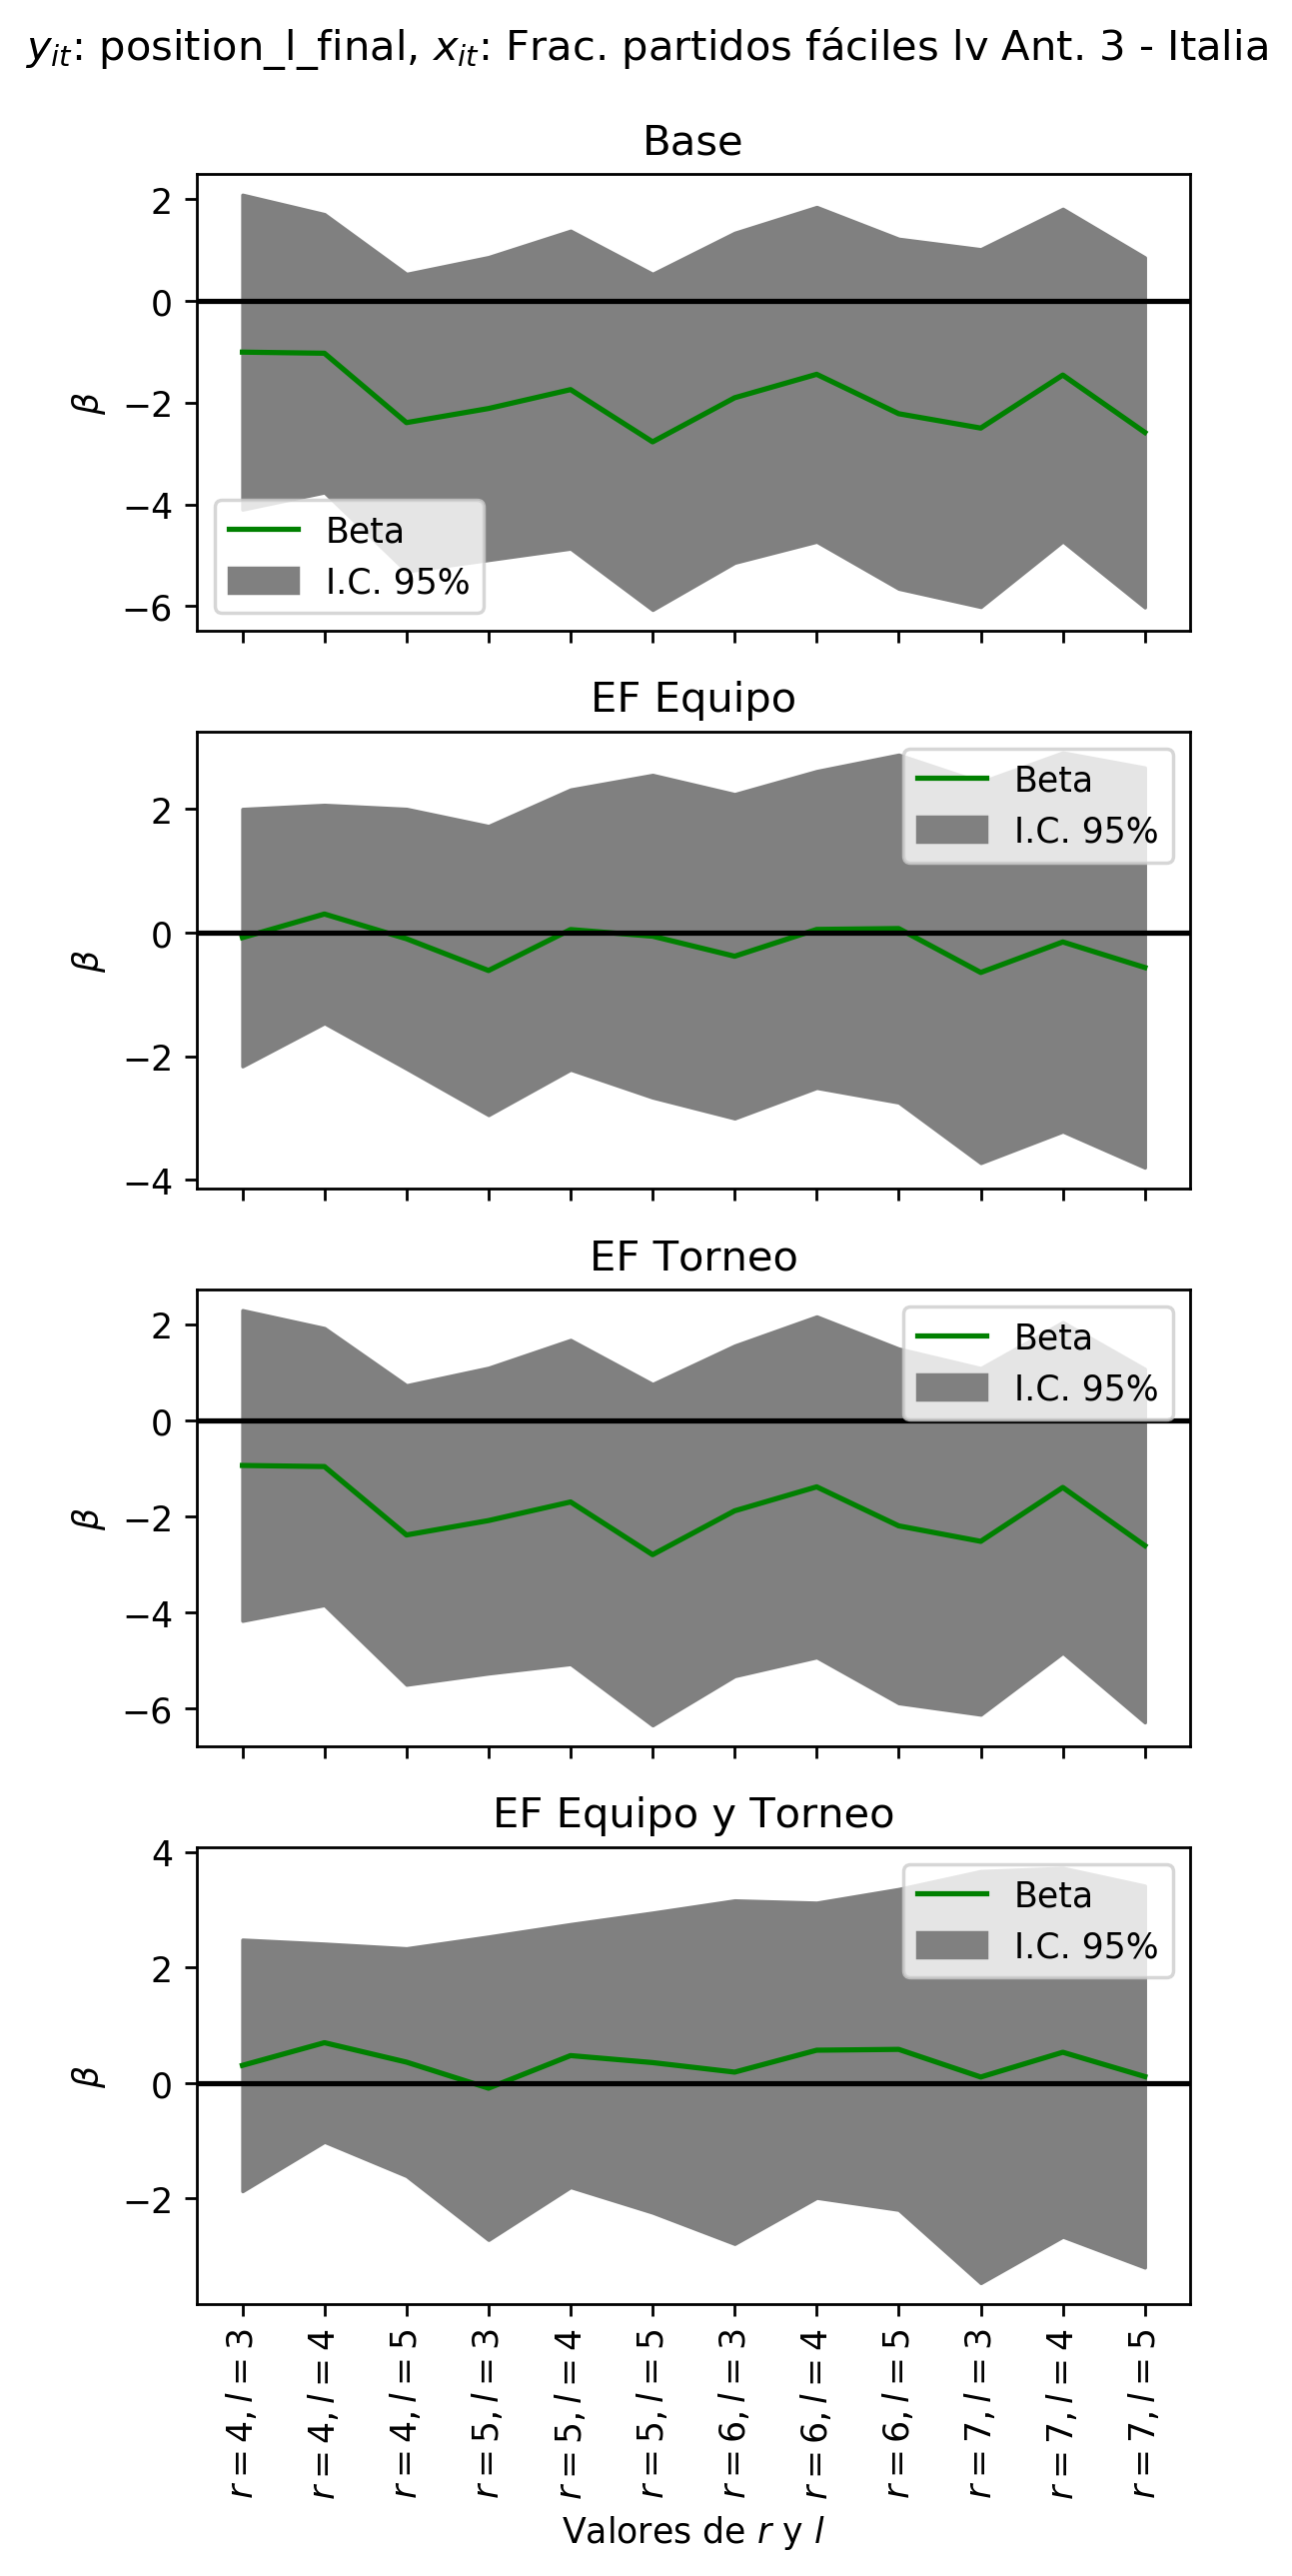 y_it: position_l_final, x_it: Frac. partidos fáciles lv Ant. 3 - Italia
Base
2
0
−2
−4
−6
β
Beta
I.C. 95%
EF Equipo
2
0
−2
−4
β
Beta
I.C. 95%
EF Torneo
2
0
−2
−4
−6
β
Beta
I.C. 95%
EF Equipo y Torneo
4
2
0
−2
β
Beta
I.C. 95%
r = 4, l = 3
r = 4, l = 4
r = 4, l = 5
r = 5, l = 3
r = 5, l = 4
r = 5, l = 5
r = 6, l = 3
r = 6, l = 4
r = 6, l = 5
r = 7, l = 3
r = 7, l = 4
r = 7, l = 5
Valores de r y l